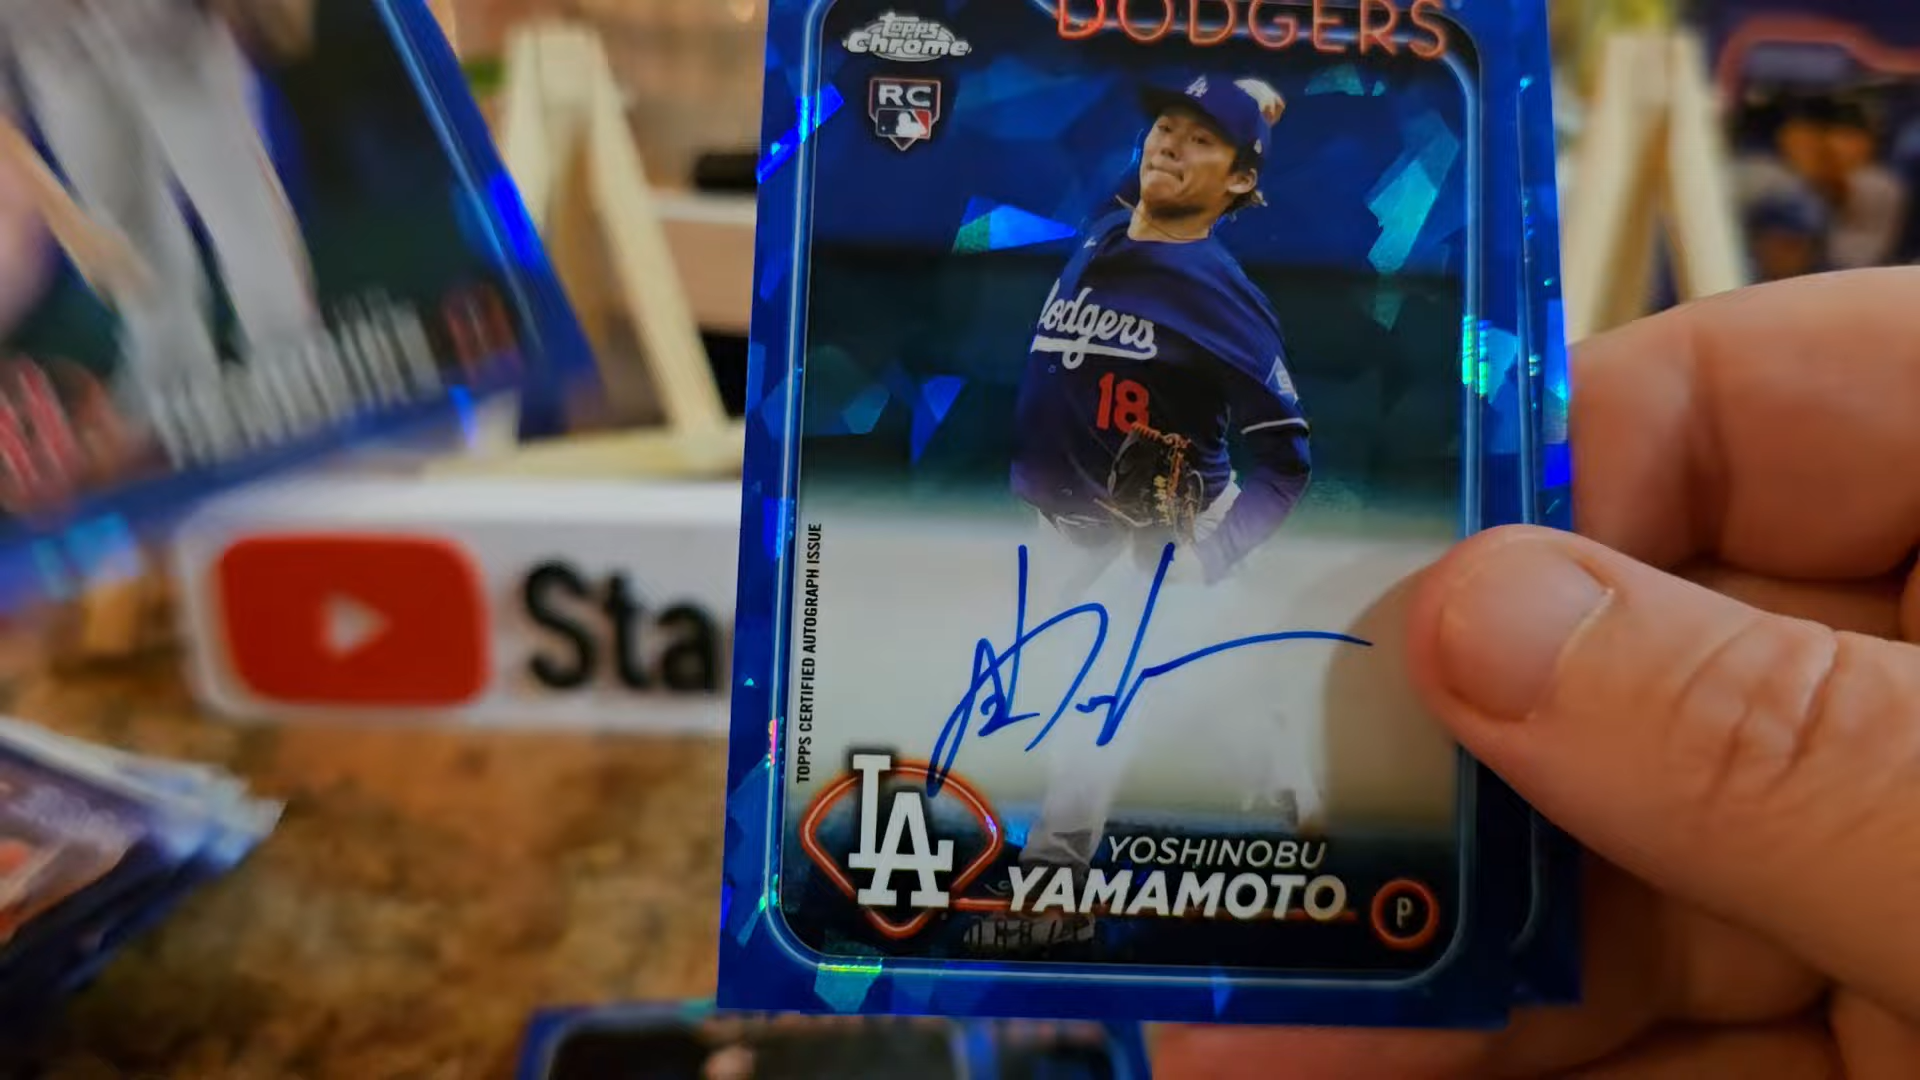 DODGERS
Topps
Chrome
RC
Dodgers
18
TOPPS CERTIFIED AUTOGRAPH ISSUE
Sta
LA
YOSHINOBU
YAMAMOTO
P